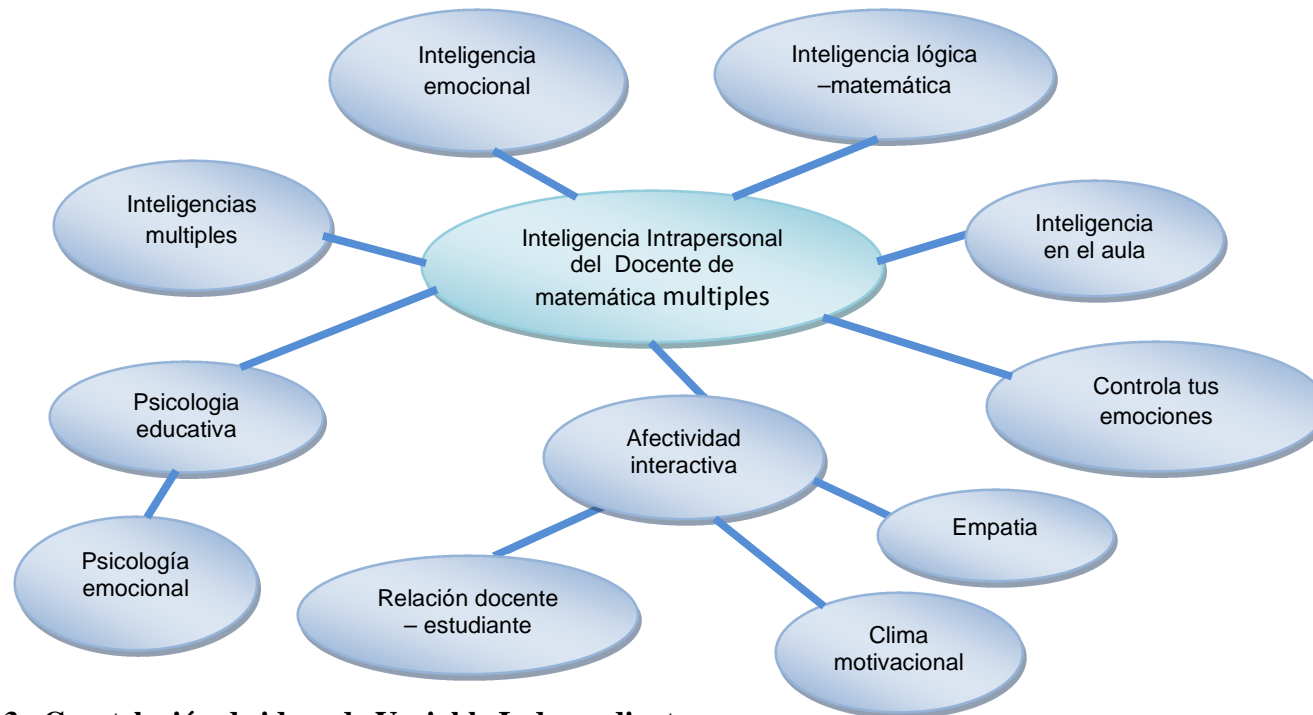 Inteligencia
emocional
Inteligencia lógica
–matemática
Inteligencias
multiples
Inteligencia Intrapersonal
del Docente de
matemática multiples
Inteligencia
en el aula
Controla tus
emociones
Psicologia
educativa
Afectividad
interactiva
Empatia
Psicología
emocional
Relación docente
– estudiante
Clima
motivacional